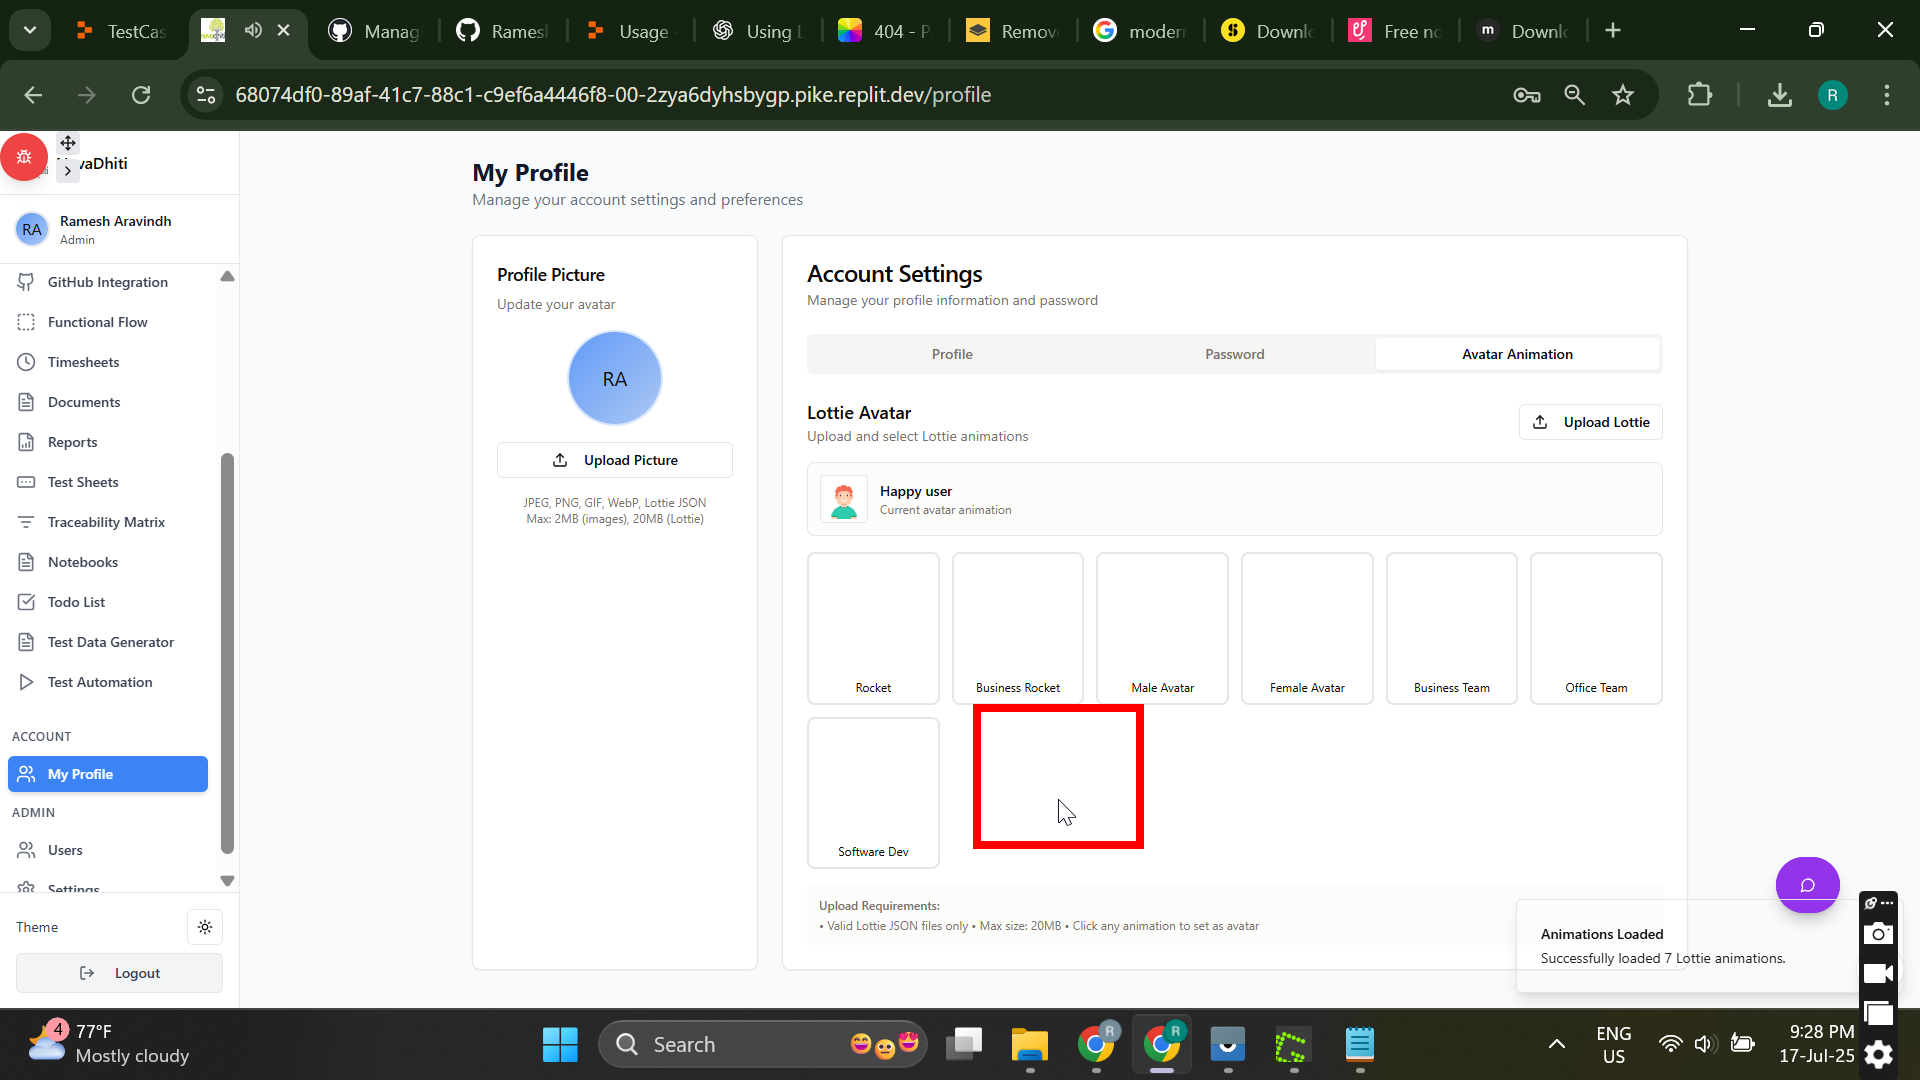 TestCas
Manag
Ramesh
Usage
Using L
404 - P
Remov
modern
Downlo
Free no
Downlo
68074df0-89af-41c7-88c1-c9ef6a4446f8-00-2zya6dyhsbygp.pike.replit.dev/profile
R
vaDhiti
RA
Ramesh Aravindh
Admin
GitHub Integration
Functional Flow
Timesheets
Documents
Reports
Test Sheets
Traceability Matrix
Notebooks
Todo List
Test Data Generator
Test Automation
ACCOUNT
My Profile
ADMIN
Users
Settings
Theme
Logout
My Profile
Manage your account settings and preferences
Profile Picture
Update your avatar
RA
Upload Picture
JPEG, PNG, GIF, WebP, Lottie JSON
Max: 2MB (images), 20MB (Lottie)
Account Settings
Manage your profile information and password
Profile
Password
Avatar Animation
Lottie Avatar
Upload and select Lottie animations
Upload Lottie
Happy user
Current avatar animation
Rocket
Business Rocket
Male Avatar
Female Avatar
Business Team
Office Team
Software Dev
Upload Requirements:
• Valid Lottie JSON files only • Max size: 20MB • Click any animation to set as avatar
Animations Loaded
Successfully loaded 7 Lottie animations.
4
77°F
Mostly cloudy
Search
R
R
ENG
US
9:28 PM
17-Jul-25